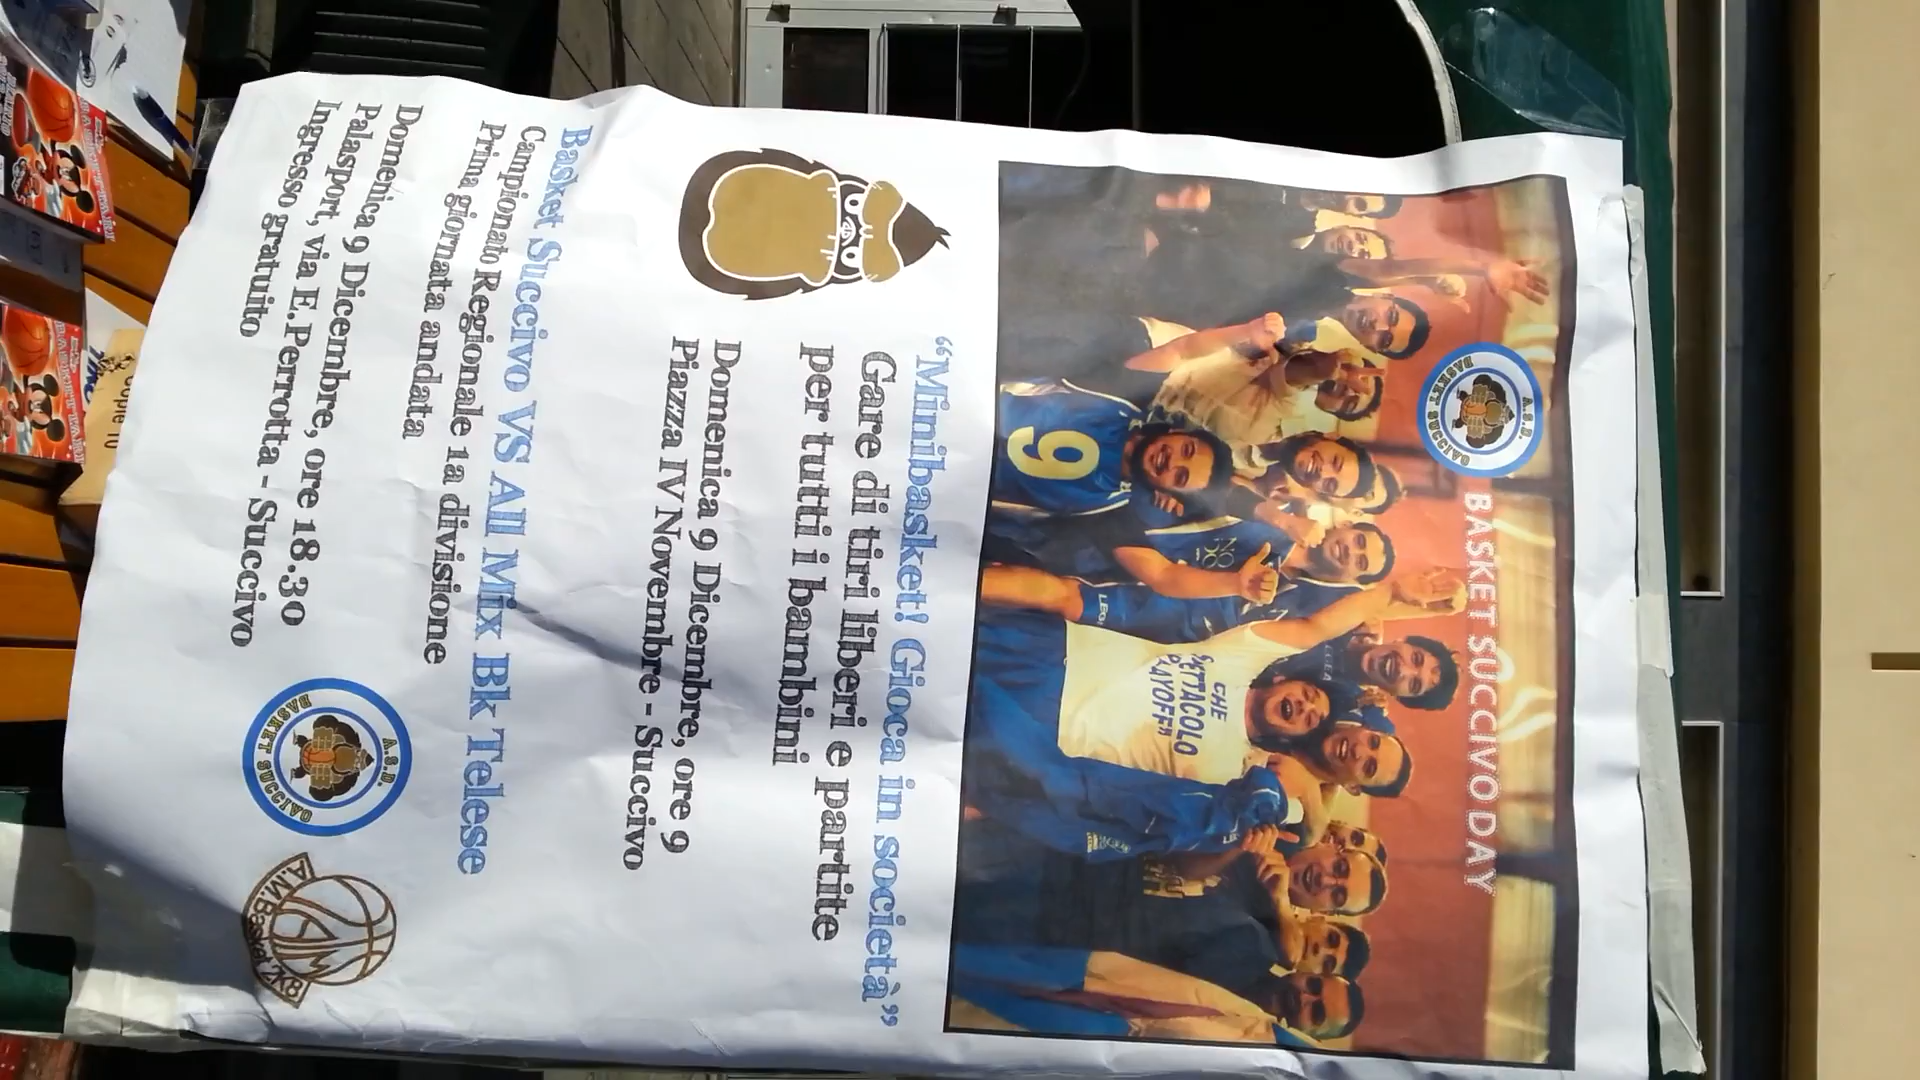 BASKET SUCCIVO DAY
A.S.D.
BASKET SUCCIVO
9
CHE
SPETTACOLO
PLAYOFF"
LEGEA
"Minibasket! Gioca in società"
Gare di tiri liberi e partite
per tutti i bambini
Domenica 9 Dicembre, ore 9
Piazza IV Novembre - Succivo
Basket Succivo VS All Mix Bk Telese
Campionato Regionale 1a divisione
Prima giornata andata
Domenica 9 Dicembre, ore 18.30
Palasport, via E.Perrotta - Succivo
Ingresso gratuito
A.S.D.
BASKET SUCCIVO
A.M.Basket 2K8